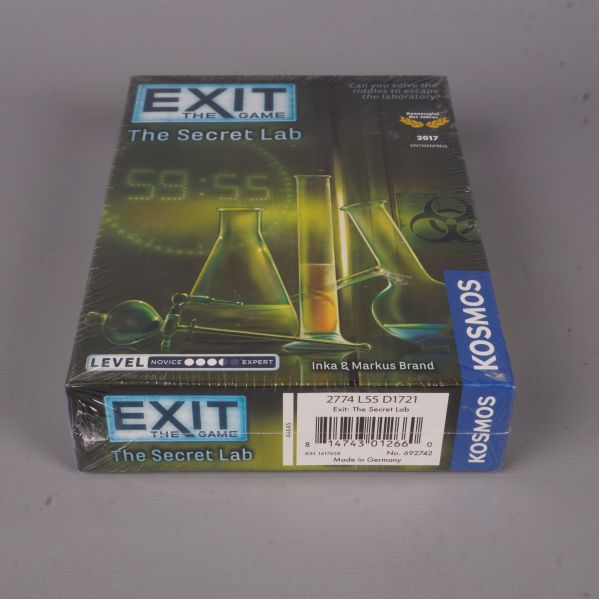 EXIT
THE GAME
The Secret Lab
Can you solve the
riddles to escape
the laboratory?
Kennerspiel
des Jahres
2017
KRITIKERPREIS
59:55
LEVEL NOVICE EXPERT
Inka & Markus Brand
KOSMOS
EXIT
THE GAME
The Secret Lab
44645
2774 L55 D1721
Exit: The Secret Lab
8 14743 01266 0
No. 692742
Made in Germany
KOSMOS